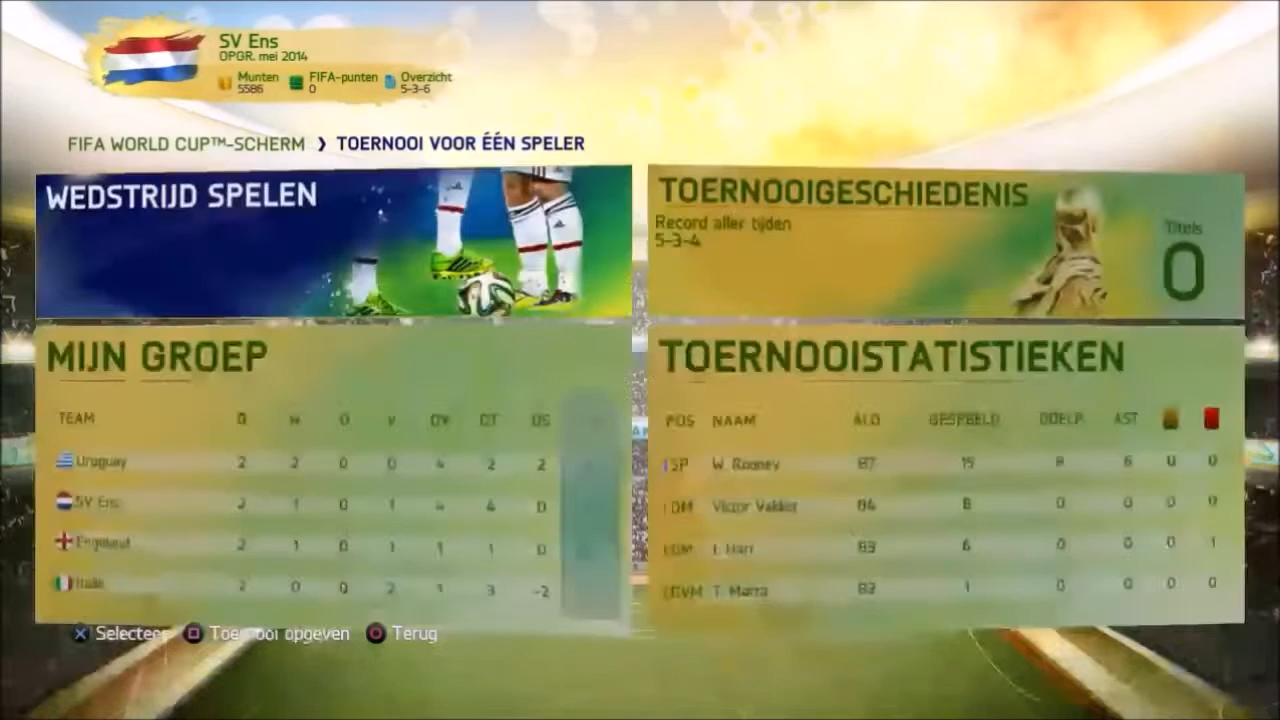 SV Ens
OPGR. mei 2014
Munten FIFA-punten Overzicht
5586 0 5-3-6
FIFA WORLD CUP™-SCHERM ❯ TOERNOOI VOOR ÉÉN SPELER
WEDSTRIJD SPELEN
TOERNOOIGESCHIEDENIS
Record aller tijden
5-3-4
Titels
0
MIJN GROEP
TEAM G W G V DV DT DS
Uruguay 2 2 0 0 4 2 2
SV Ens 2 1 0 1 4 4 0
Engeland 2 1 0 1 1 1 0
Italië 2 0 0 2 1 3 -2
TOERNOOISTATISTIEKEN
POS NAAM ALG GESPEELD DOELP. AST
SP W. Rooney 87 15 8 6 0 0
DM Víctor Valdés 84 8 0 0 0 0
DM J. Hart 83 6 0 0 0 1
CVM T. Motta 83 1 0 0 0 0
Selecteer Toernooi opgeven Terug